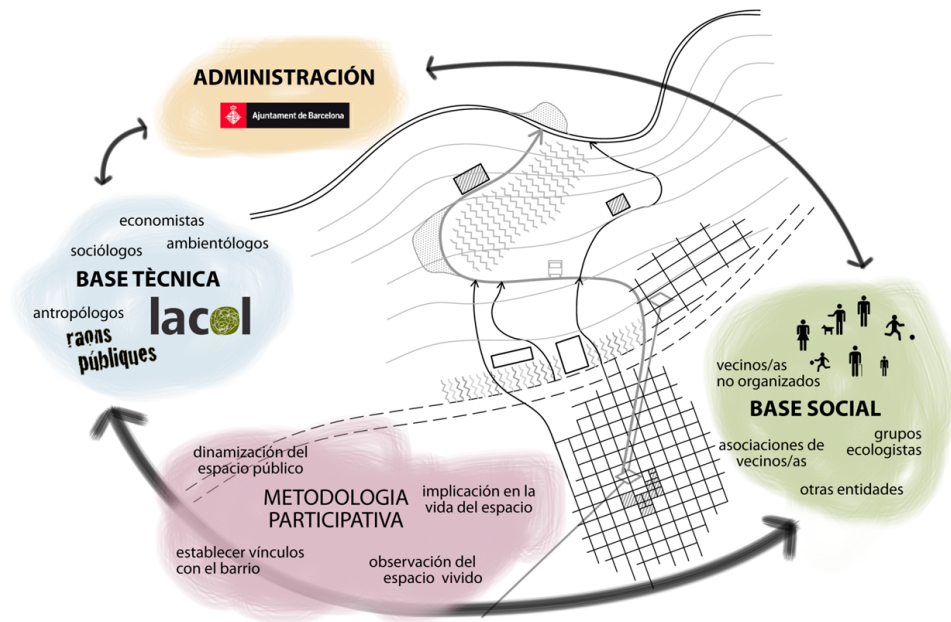 ADMINISTRACIÓN
Ajuntament de Barcelona
economistas
sociólogos
ambientólogos
BASE TÈCNICA
antropólogos
lacol
raons
públiques
vecinos/as
no organizados
BASE SOCIAL
asociaciones de
vecinos/as
grupos
ecologistas
otras entidades
dinamización del
espacio público
METODOLOGIA
PARTICIPATIVA
implicación en la
vida del espacio
establecer vínculos
con el barrio
observación del
espacio vivido